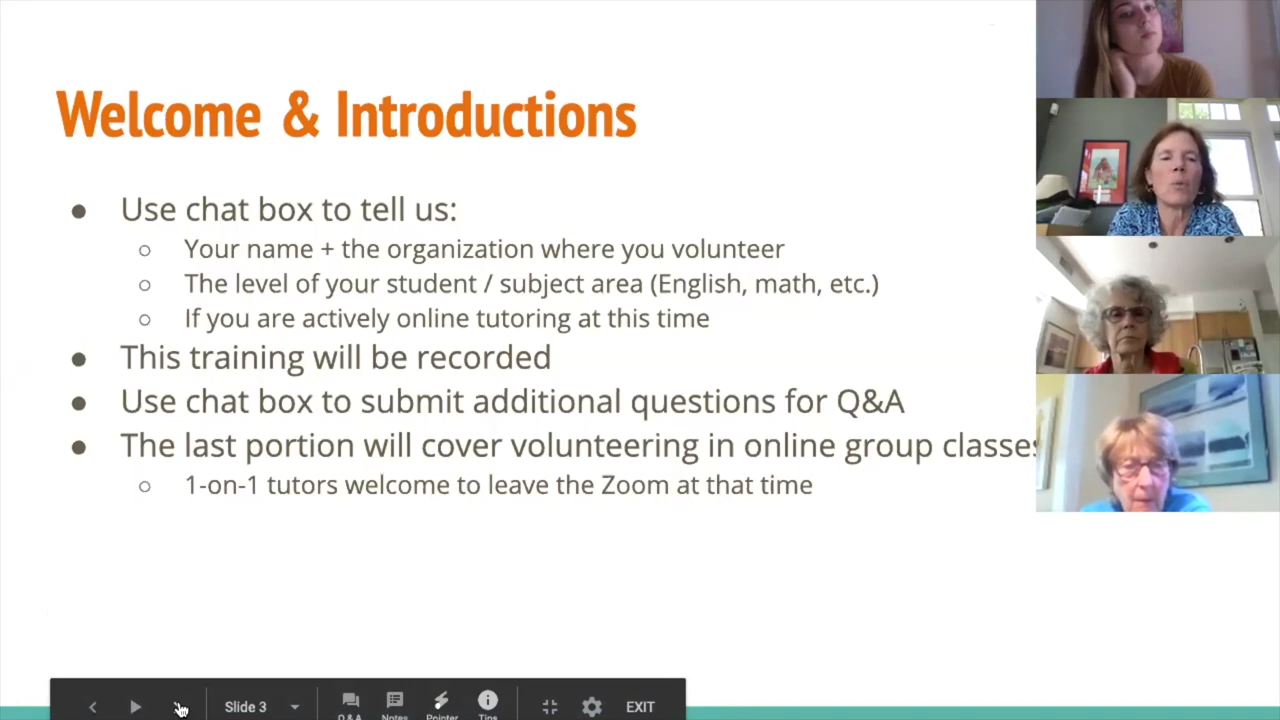 Welcome & Introductions
● Use chat box to tell us:
○ Your name + the organization where you volunteer
○ The level of your student / subject area (English, math, etc.)
○ If you are actively online tutoring at this time
● This training will be recorded
● Use chat box to submit additional questions for Q&A
● The last portion will cover volunteering in online group classes
○ 1-on-1 tutors welcome to leave the Zoom at that time
Slide 3
Q&A
Notes
Pointer
Tips
EXIT